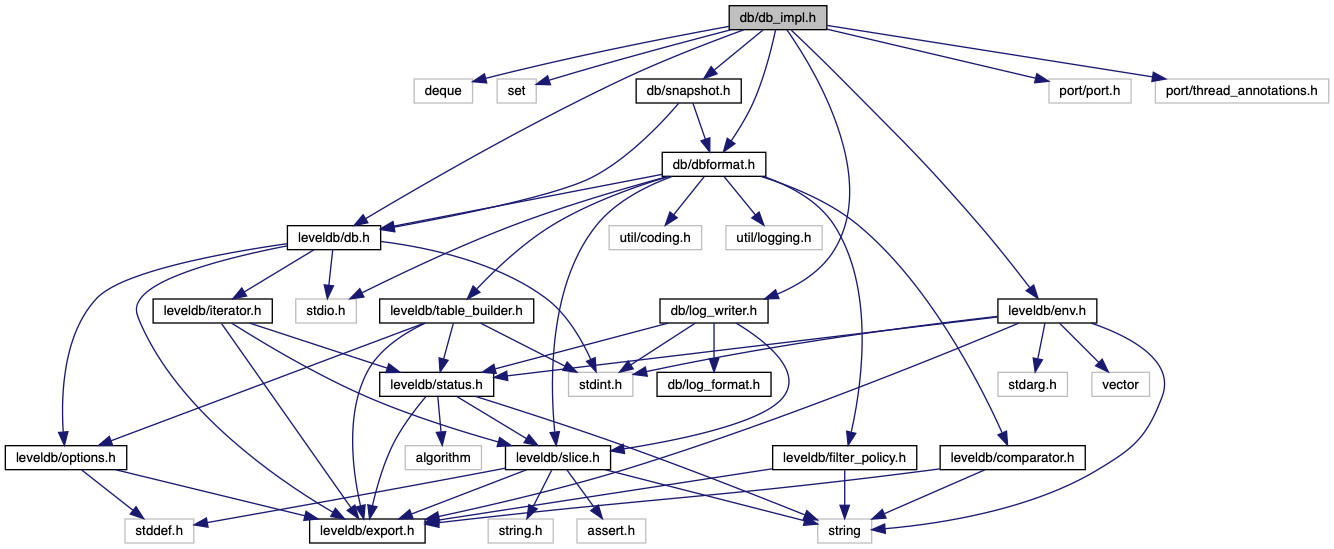 db/db_impl.h
deque
set
db/snapshot.h
port/port.h
port/thread_annotations.h
db/dbformat.h
leveldb/db.h
util/coding.h
util/logging.h
leveldb/iterator.h
stdio.h
leveldb/table_builder.h
db/log_writer.h
leveldb/env.h
leveldb/status.h
stdint.h
db/log_format.h
stdarg.h
vector
leveldb/options.h
algorithm
leveldb/slice.h
leveldb/filter_policy.h
leveldb/comparator.h
stddef.h
leveldb/export.h
string.h
assert.h
string